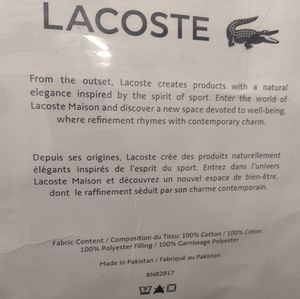 LACOSTE
From the outset, Lacoste creates products with a natural
elegance inspired by the spirit of sport. Enter the world of
Lacoste Maison and discover a new space devoted to well-being,
where refinement rhymes with contemporary charm.
Depuis ses origines, Lacoste crée des produits naturellement
élégants inspirés de l'esprit du sport. Entrez dans l'univers
Lacoste Maison et découvrez un nouvel espace de bien-être,
dont le raffinement séduit par son charme contemporain.
Fabric Content / Composition du Tissu: 100% Cotton / 100% Coton
100% Polyester Filling / 100% Garnissage Polyester
Made in Pakistan / Fabriqué au Pakistan
RN82817